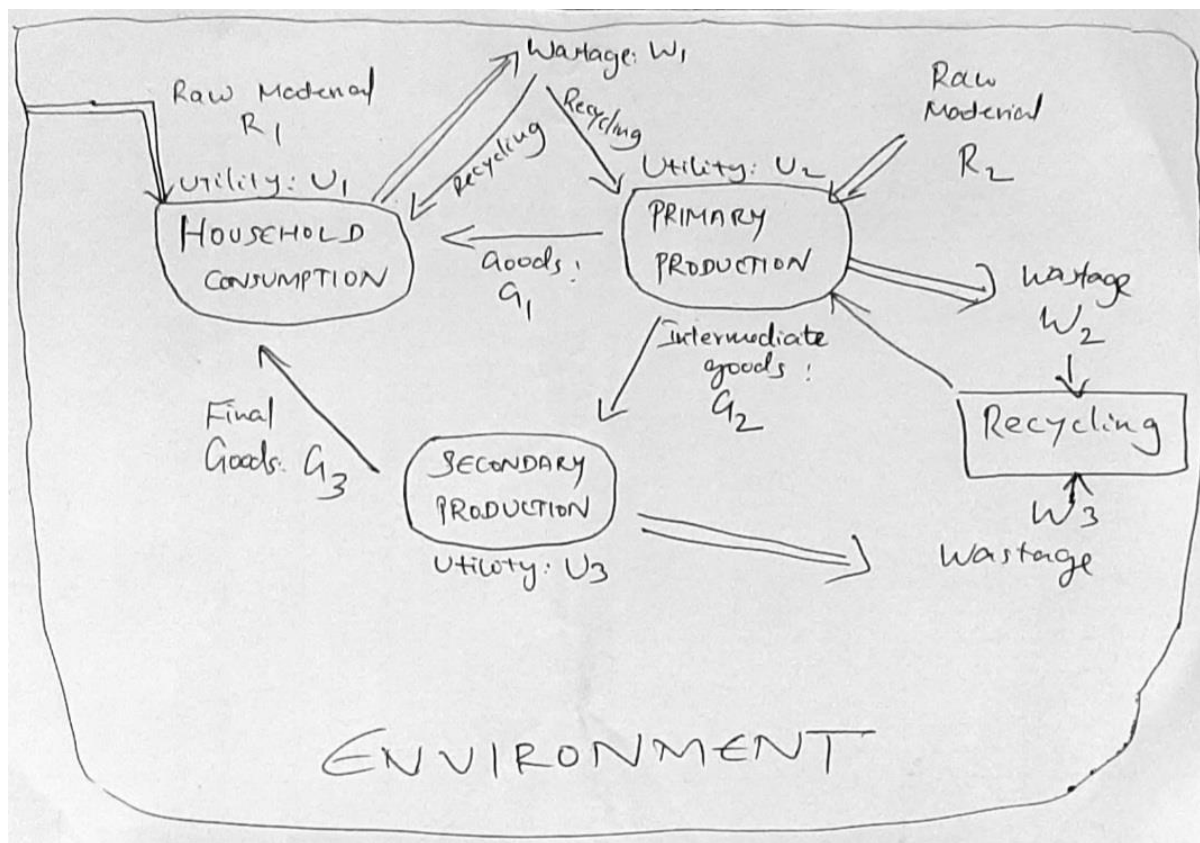 Wastage: W1
Raw Material
R1
Recycling
Recycling
Raw
Material
R2
Utility: U1
HOUSEHOLD
CONSUMPTION
Utility: U2
PRIMARY
PRODUCTION
Goods:
G1
Wastage
W2
Intermediate
goods:
G2
Recycling
Final
Goods: G3
SECONDARY
PRODUCTION
Utility: U3
W3
Wastage
ENVIRONMENT